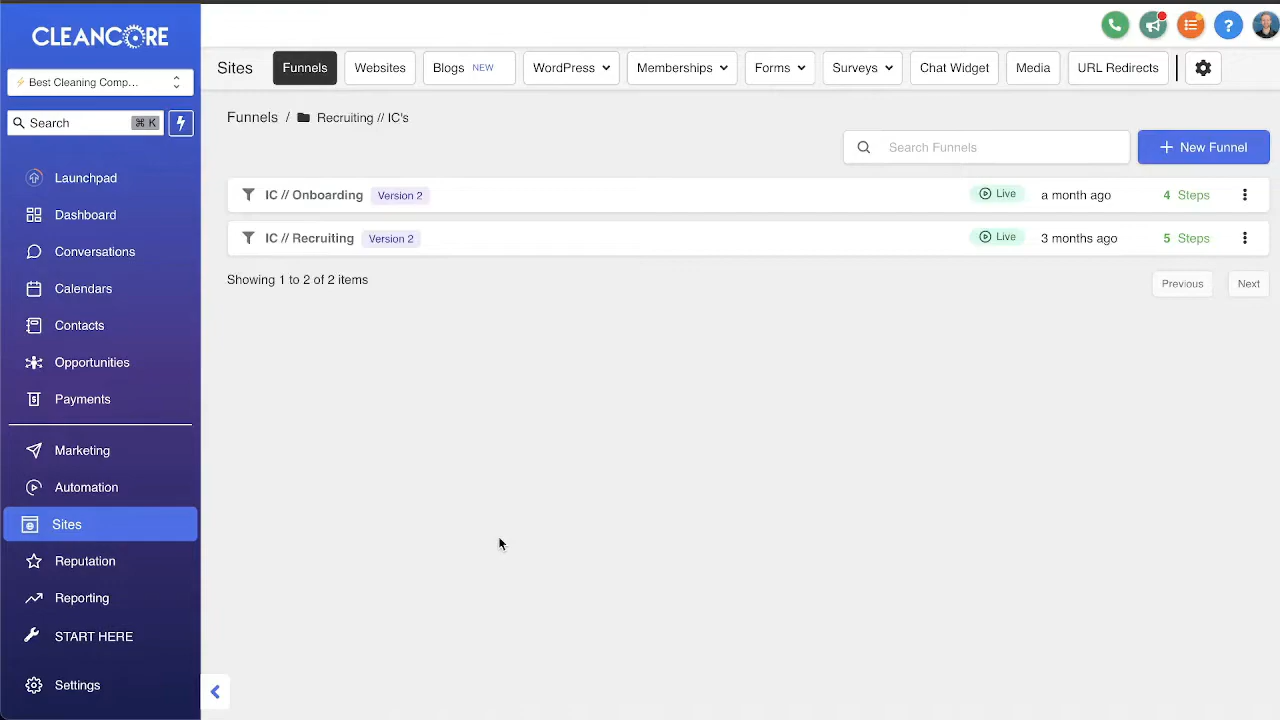 CLEANCORE
Best Cleaning Comp...
Search ⌘ K
Launchpad
Dashboard
Conversations
Calendars
Contacts
Opportunities
Payments
Marketing
Automation
Sites
Reputation
Reporting
START HERE
Settings
Sites Funnels Websites Blogs NEW WordPress Memberships Forms Surveys Chat Widget Media URL Redirects
Funnels / Recruiting // IC's
Search Funnels + New Funnel
IC // Onboarding Version 2 Live a month ago 4 Steps
IC // Recruiting Version 2 Live 3 months ago 5 Steps
Showing 1 to 2 of 2 items Previous Next